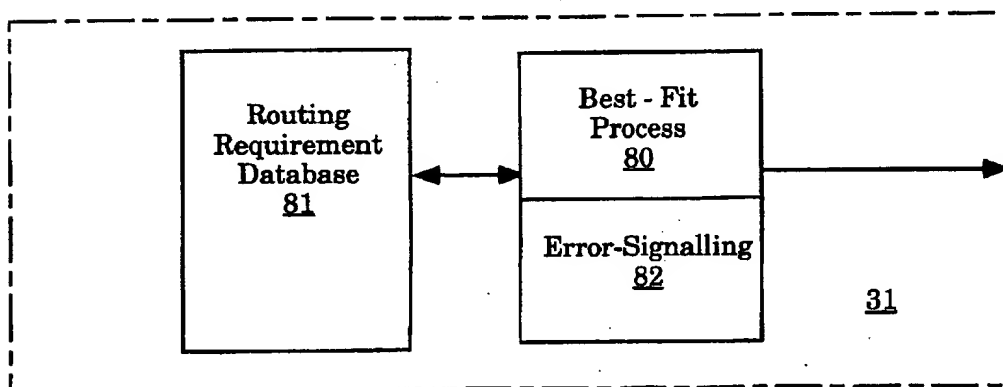 Routing
Requirement
Database
81
Best - Fit
Process
80
Error-Signalling
82
31